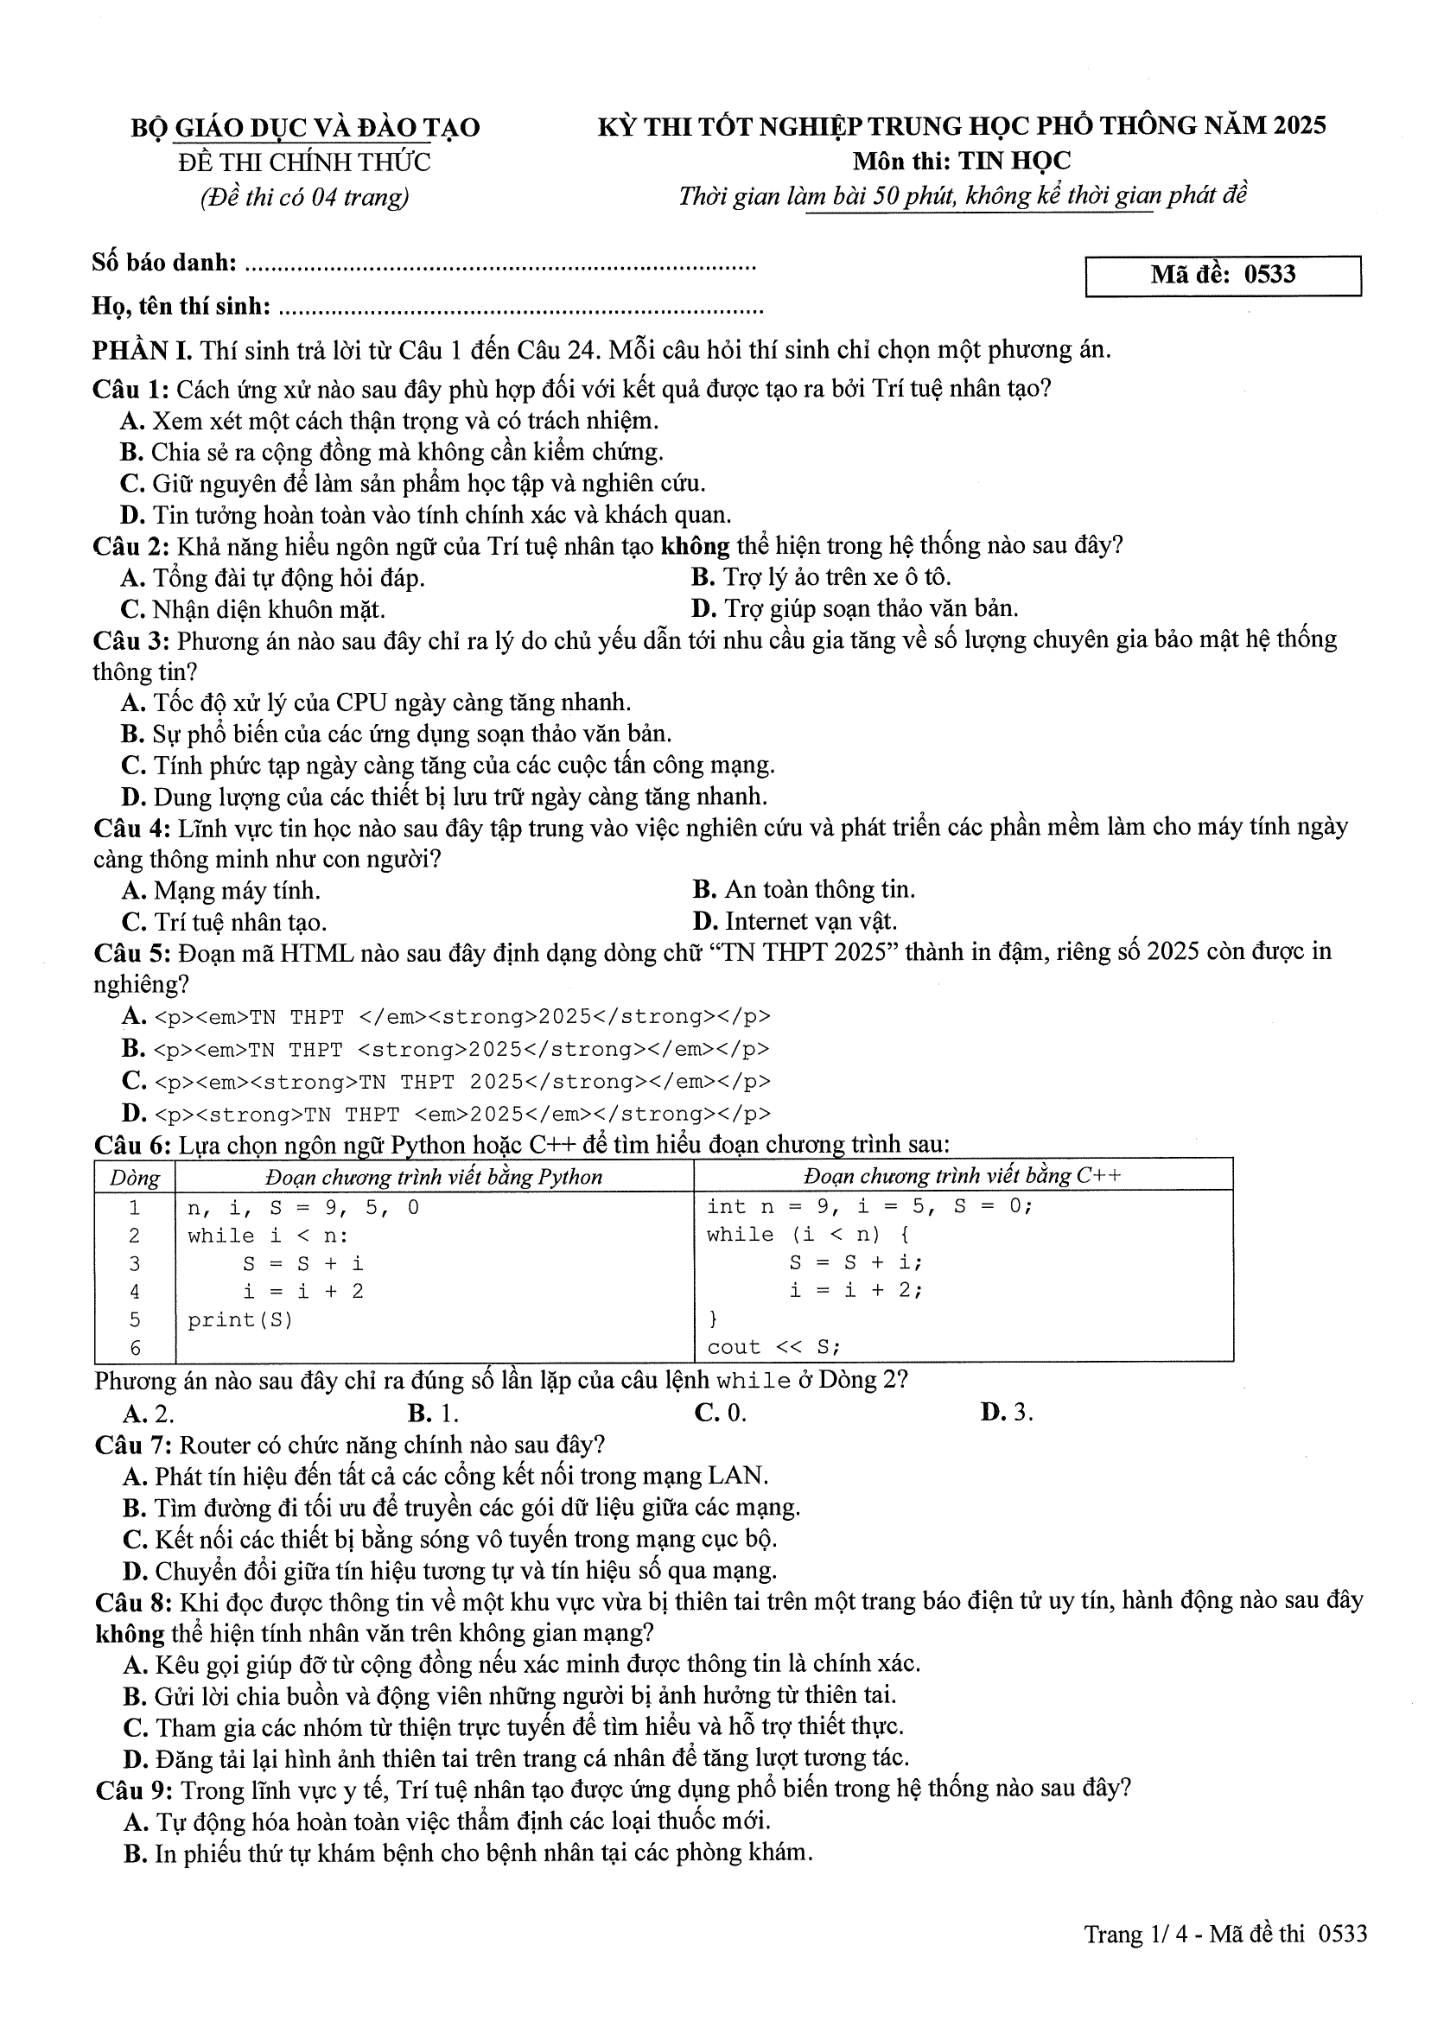 BỘ GIÁO DỤC VÀ ĐÀO TẠO
ĐỀ THI CHÍNH THỨC
(Đề thi có 04 trang)
KỲ THI TỐT NGHIỆP TRUNG HỌC PHỔ THÔNG NĂM 2025
Môn thi: TIN HỌC
Thời gian làm bài 50 phút, không kể thời gian phát đề
Số báo danh: ..............................................................................
Mã đề: 0533
Họ, tên thí sinh: ..........................................................................
PHẦN I. Thí sinh trả lời từ Câu 1 đến Câu 24. Mỗi câu hỏi thí sinh chỉ chọn một phương án.
Câu 1: Cách ứng xử nào sau đây phù hợp đối với kết quả được tạo ra bởi Trí tuệ nhân tạo?
A. Xem xét một cách thận trọng và có trách nhiệm.
B. Chia sẻ ra cộng đồng mà không cần kiểm chứng.
C. Giữ nguyên để làm sản phẩm học tập và nghiên cứu.
D. Tin tưởng hoàn toàn vào tính chính xác và khách quan.
Câu 2: Khả năng hiểu ngôn ngữ của Trí tuệ nhân tạo không thể hiện trong hệ thống nào sau đây?
A. Tổng đài tự động hỏi đáp. B. Trợ lý ảo trên xe ô tô.
C. Nhận diện khuôn mặt. D. Trợ giúp soạn thảo văn bản.
Câu 3: Phương án nào sau đây chỉ ra lý do chủ yếu dẫn tới nhu cầu gia tăng về số lượng chuyên gia bảo mật hệ thống
thông tin?
A. Tốc độ xử lý của CPU ngày càng tăng nhanh.
B. Sự phổ biến của các ứng dụng soạn thảo văn bản.
C. Tính phức tạp ngày càng tăng của các cuộc tấn công mạng.
D. Dung lượng của các thiết bị lưu trữ ngày càng tăng nhanh.
Câu 4: Lĩnh vực tin học nào sau đây tập trung vào việc nghiên cứu và phát triển các phần mềm làm cho máy tính ngày
càng thông minh như con người?
A. Mạng máy tính. B. An toàn thông tin.
C. Trí tuệ nhân tạo. D. Internet vạn vật.
Câu 5: Đoạn mã HTML nào sau đây định dạng dòng chữ “TN THPT 2025” thành in đậm, riêng số 2025 còn được in
nghiêng?
A. <p><em>TN THPT </em><strong>2025</strong></p>
B. <p><em>TN THPT <strong>2025</strong></em></p>
C. <p><em><strong>TN THPT 2025</strong></em></p>
D. <p><strong>TN THPT <em>2025</em></strong></p>
Câu 6: Lựa chọn ngôn ngữ Python hoặc C++ để tìm hiểu đoạn chương trình sau:
Dòng Đoạn chương trình viết bằng Python Đoạn chương trình viết bằng C++
1 n, i, S = 9, 5, 0 int n = 9, i = 5, S = 0;
2 while i < n: while (i < n) {
3 S = S + i S = S + i;
4 i = i + 2 i = i + 2;
5 print(S) }
6 cout << S;
Phương án nào sau đây chỉ ra đúng số lần lặp của câu lệnh while ở Dòng 2?
A. 2. B. 1. C. 0. D. 3.
Câu 7: Router có chức năng chính nào sau đây?
A. Phát tín hiệu đến tất cả các cổng kết nối trong mạng LAN.
B. Tìm đường đi tối ưu để truyền các gói dữ liệu giữa các mạng.
C. Kết nối các thiết bị bằng sóng vô tuyến trong mạng cục bộ.
D. Chuyển đổi giữa tín hiệu tương tự và tín hiệu số qua mạng.
Câu 8: Khi đọc được thông tin về một khu vực vừa bị thiên tai trên một trang báo điện tử uy tín, hành động nào sau đây
không thể hiện tính nhân văn trên không gian mạng?
A. Kêu gọi giúp đỡ từ cộng đồng nếu xác minh được thông tin là chính xác.
B. Gửi lời chia buồn và động viên những người bị ảnh hưởng từ thiên tai.
C. Tham gia các nhóm từ thiện trực tuyến để tìm hiểu và hỗ trợ thiết thực.
D. Đăng tải lại hình ảnh thiên tai trên trang cá nhân để tăng lượt tương tác.
Câu 9: Trong lĩnh vực y tế, Trí tuệ nhân tạo được ứng dụng phổ biến trong hệ thống nào sau đây?
A. Tự động hóa hoàn toàn việc thẩm định các loại thuốc mới.
B. In phiếu thứ tự khám bệnh cho bệnh nhân tại các phòng khám.
Trang 1/ 4 - Mã đề thi 0533